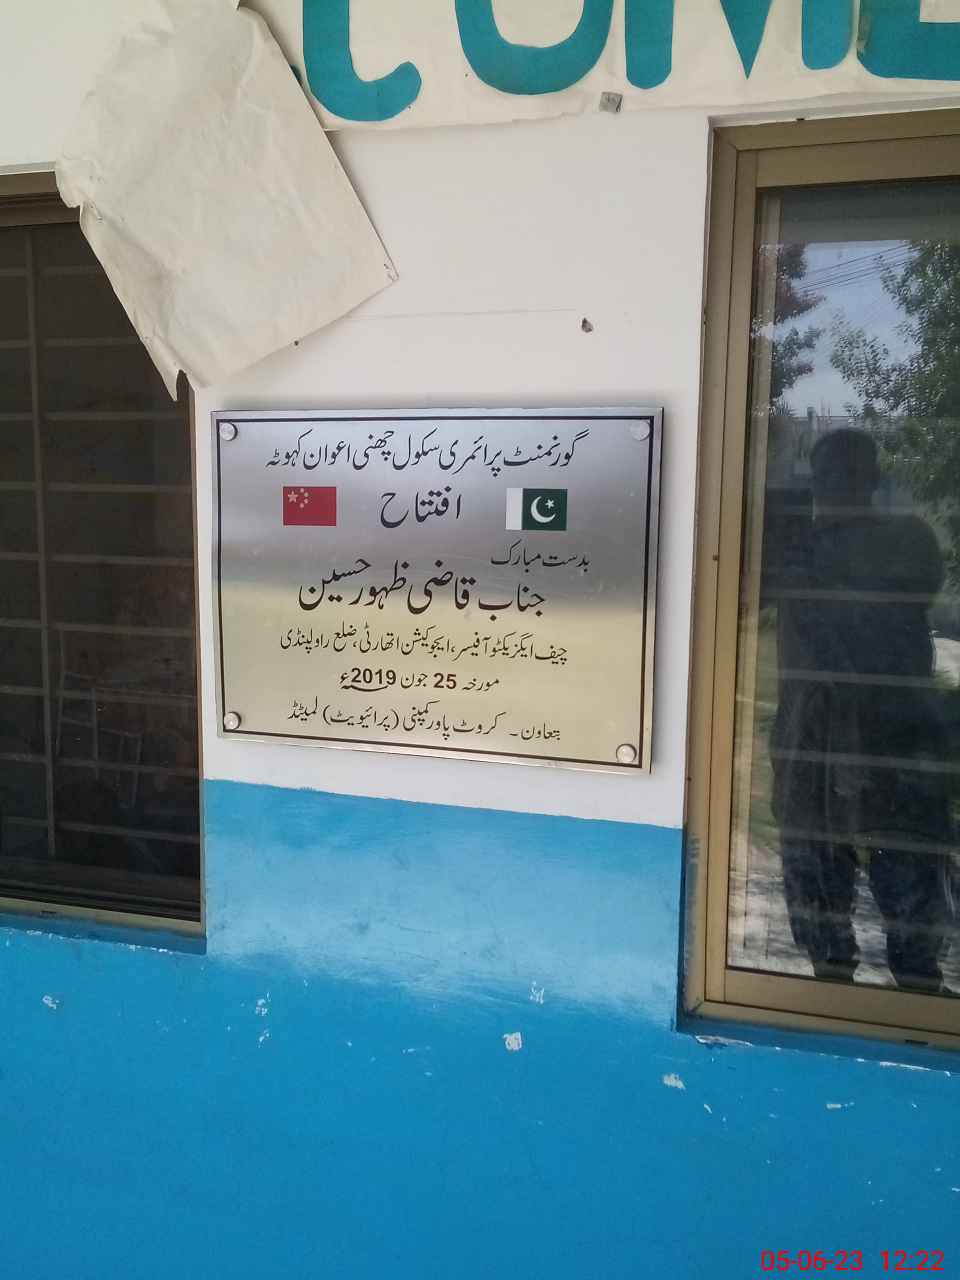 COME
گورنمنٹ پرائمری سکول چھنی اعوان کہوٹہ
افتتاح
بدست مبارک
جناب قاضی ظہور حسین
چیف ایگزیکٹو آفیسر، ایجوکیشن اتھارٹی، ضلع راولپنڈی
مورخہ 25 جون 2019ء
بتعاون ۔ کروٹ پاور کمپنی (پرائیویٹ) لمیٹڈ
05-06-23 12:22